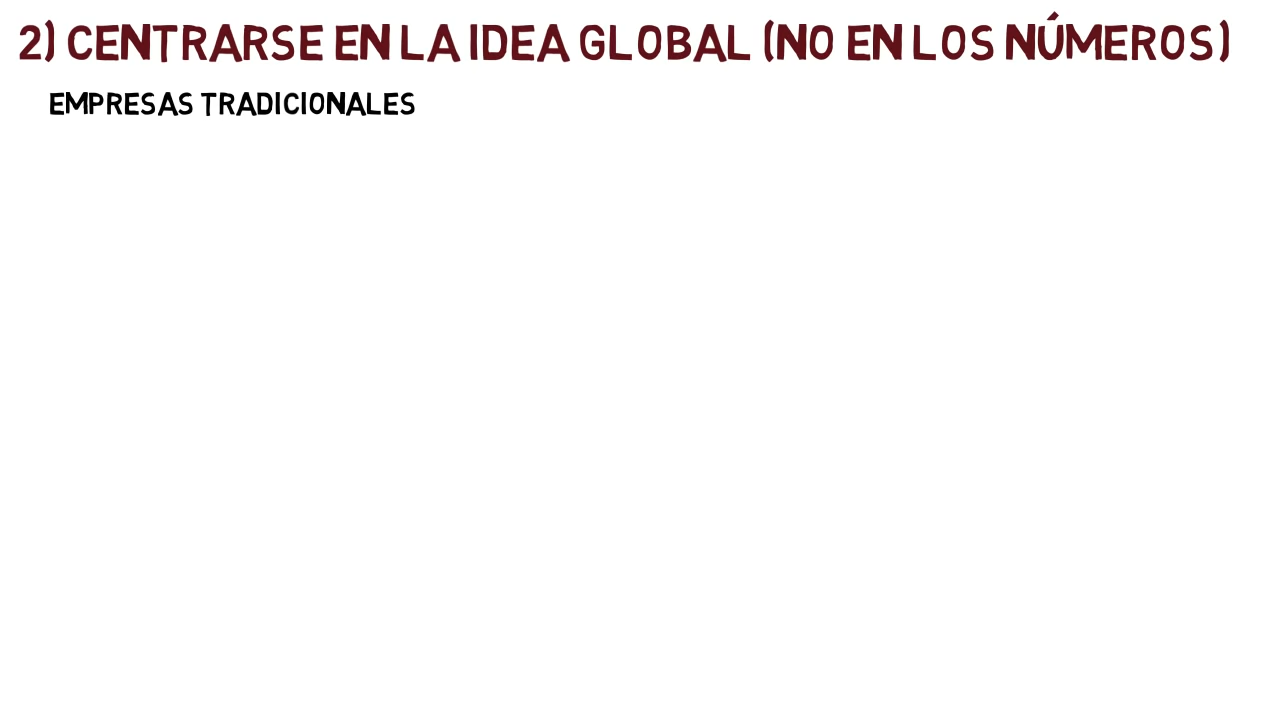 2) CENTRARSE EN LA IDEA GLOBAL (NO EN LOS NÚMEROS)
EMPRESAS TRADICIONALES